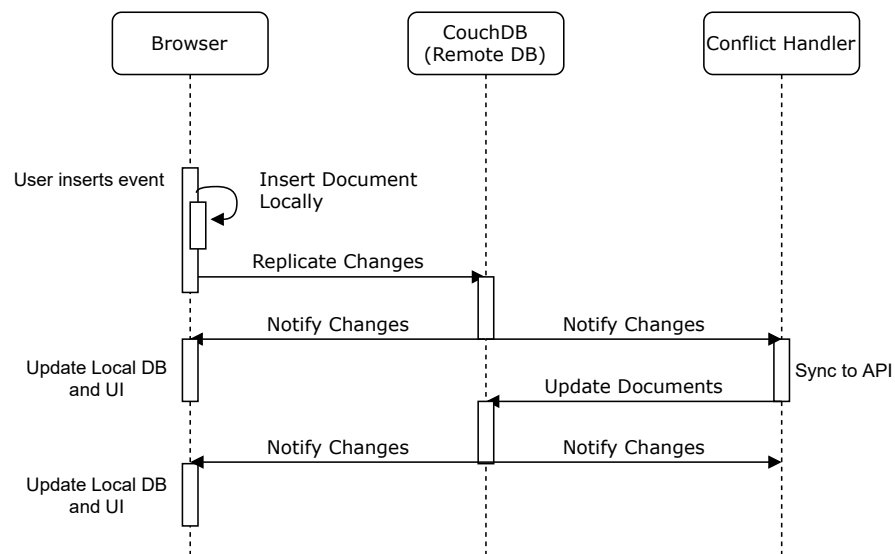 Browser
CouchDB
(Remote DB)
Conflict Handler
User inserts event
Insert Document
Locally
Replicate Changes
Notify Changes
Notify Changes
Update Local DB
and UI
Sync to API
Update Documents
Notify Changes
Notify Changes
Update Local DB
and UI